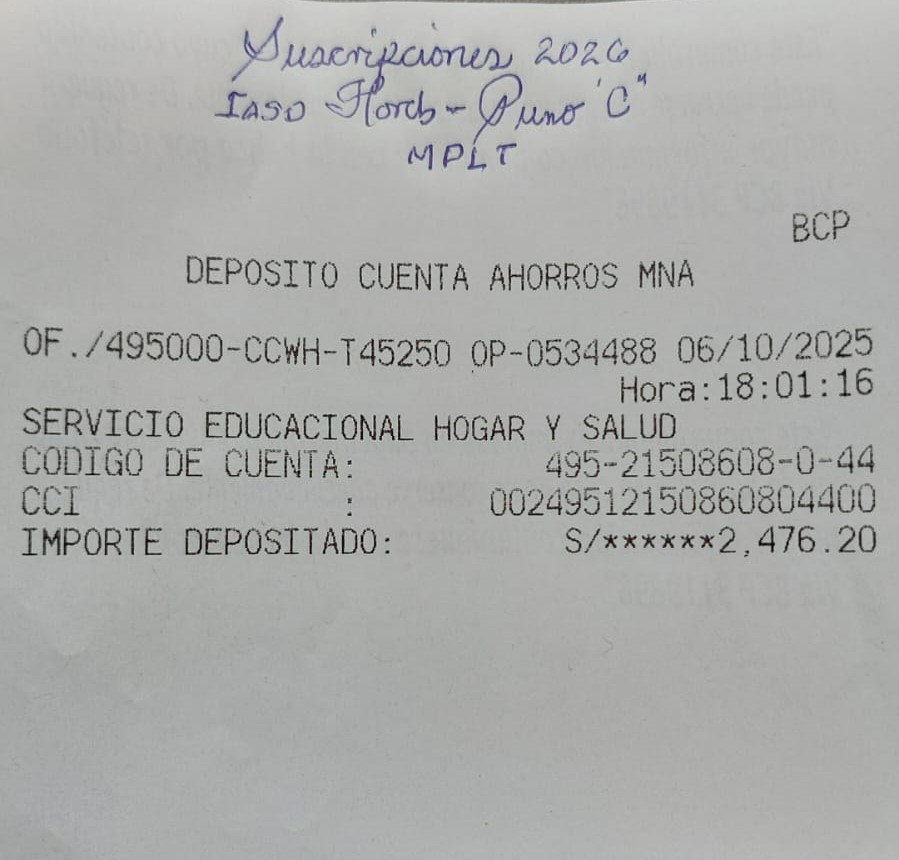 Suscripciones 2026
IASD Horeb - Puno "C"
MPLT
BCP
DEPOSITO CUENTA AHORROS MNA
OF./495000-CCWH-T45250 OP-0534488 06/10/2025
Hora:18:01:16
SERVICIO EDUCACIONAL HOGAR Y SALUD
CODIGO DE CUENTA: 495-21508608-0-44
CCI : 00249512150860804400
IMPORTE DEPOSITADO: S/******2,476.20